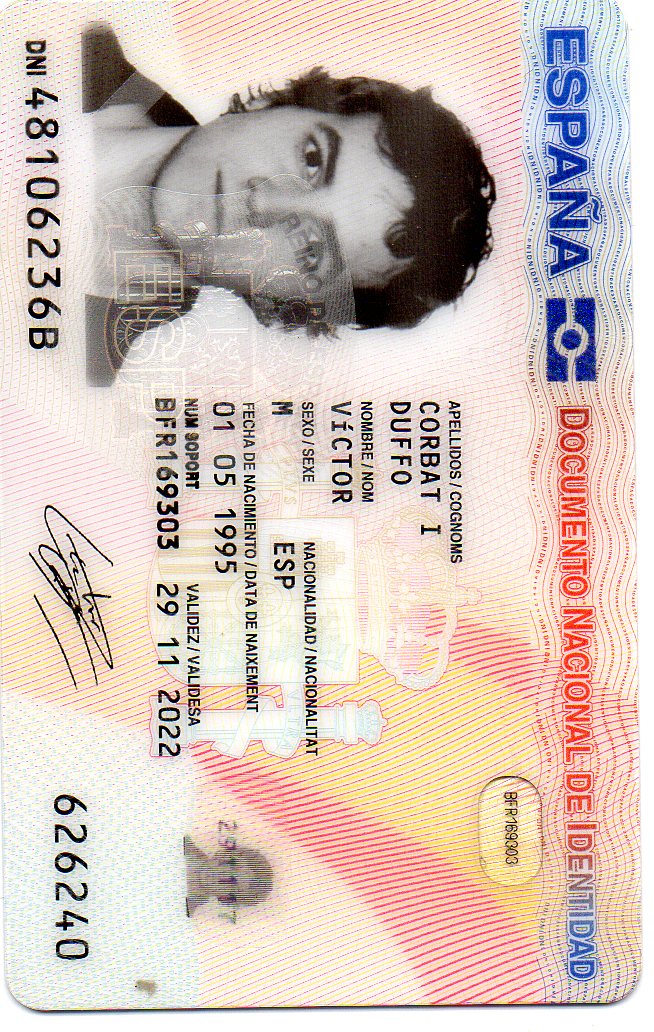 ESPAÑA DOCUMENTO NACIONAL DE IDENTIDAD
BFR169303
APELLIDOS / COGNOMS
CORBAT I
DUFFO
NOMBRE / NOM
VÍCTOR
SEXO / SEXE NACIONALIDAD / NACIONALITAT
M ESP
FECHA DE NACIMIENTO / DATA DE NAIXEMENT
01 05 1995
NUM SOPORT VALIDEZ / VALIDESA
BFR169303 29 11 2022
DNI 48106236B
626240